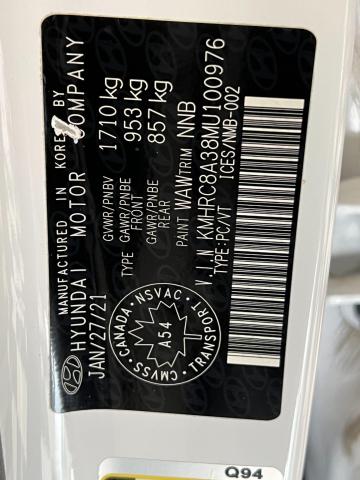 MANUFACTURED IN KOREA BY
HYUNDAI MOTOR COMPANY
JAN/27/21
GVWR/PNBV 1710 kg
TYPE GAWR/PNBE FRONT 953 kg
GAWR/PNBE REAR 857 kg
PAINT WAW TRIM NNB
V.I.N KMHRC8A38MU100976
TYPE:PC/VT ICES/NMB-002
CANADA · NSVAC · TRANSPORT · CMVSS ·
A54
Q94